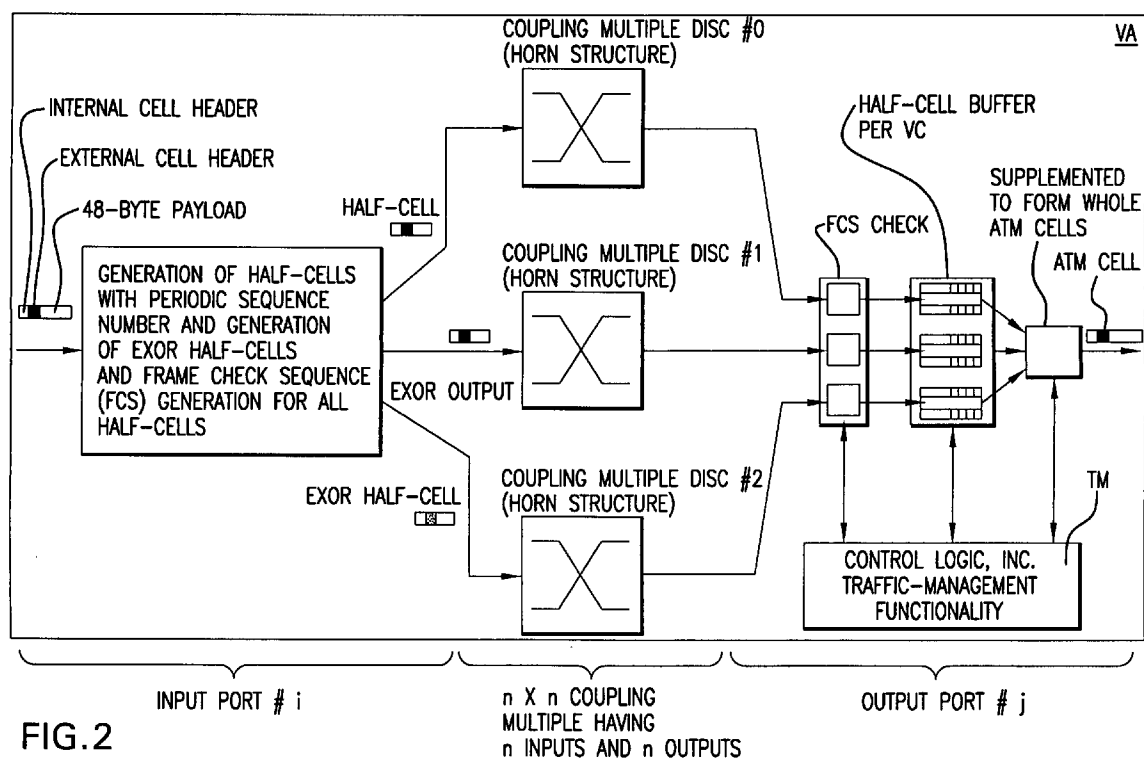 COUPLING MULTIPLE DISC #0
(HORN STRUCTURE)
VA
INTERNAL CELL HEADER
EXTERNAL CELL HEADER
48-BYTE PAYLOAD
HALF-CELL
HALF-CELL BUFFER
PER VC
SUPPLEMENTED
TO FORM WHOLE
ATM CELLS
FCS CHECK
ATM CELL
COUPLING MULTIPLE DISC #1
(HORN STRUCTURE)
GENERATION OF HALF-CELLS
WITH PERIODIC SEQUENCE
NUMBER AND GENERATION
OF EXOR HALF-CELLS
AND FRAME CHECK SEQUENCE
(FCS) GENERATION FOR ALL
HALF-CELLS
EXOR OUTPUT
COUPLING MULTIPLE DISC #2
(HORN STRUCTURE)
EXOR HALF-CELL
TM
CONTROL LOGIC, INC.
TRAFFIC-MANAGEMENT
FUNCTIONALITY
INPUT PORT # i
n X n COUPLING
MULTIPLE HAVING
n INPUTS AND n OUTPUTS
OUTPUT PORT # j
FIG.2